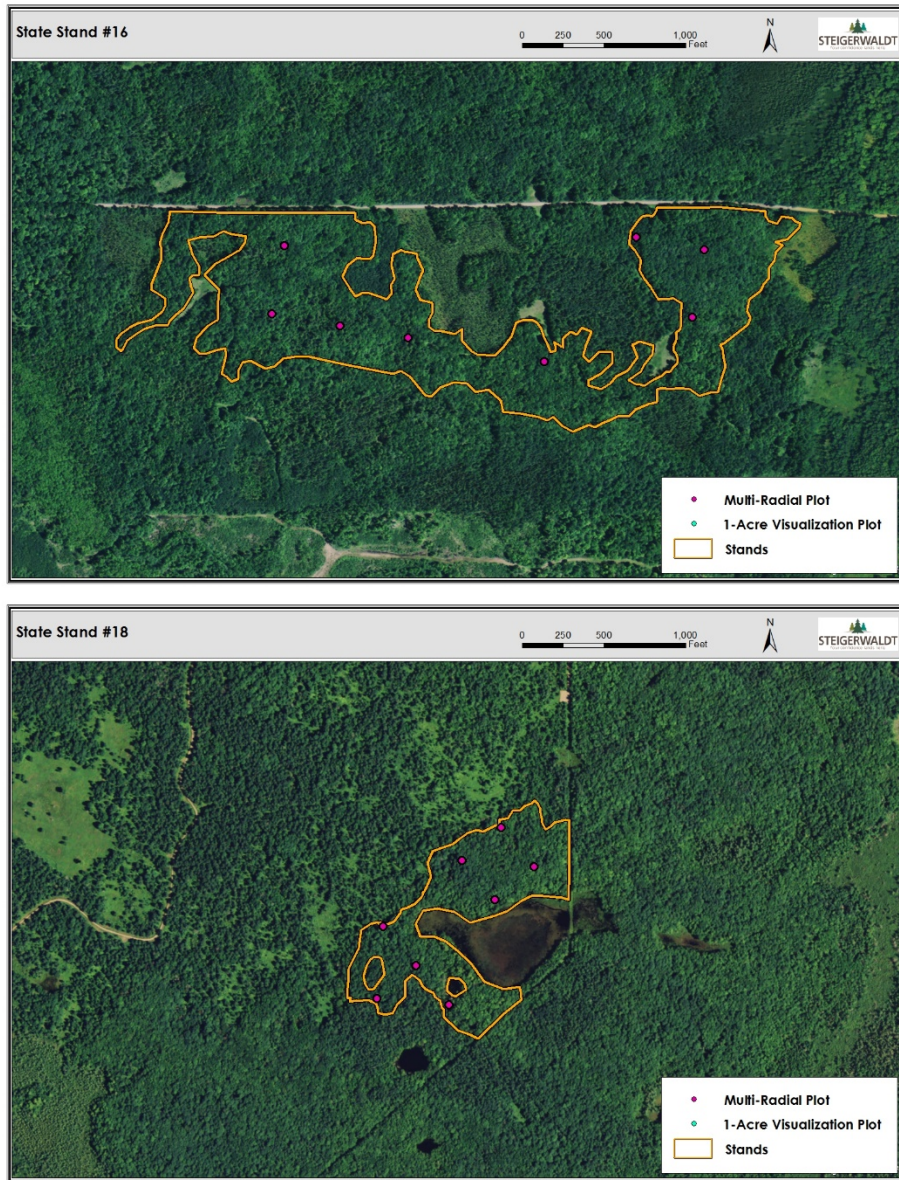 State Stand #16
0 250 500 1,000
Feet
N
STEIGERWALDT
Multi-Radial Plot
1-Acre Visualization Plot
Stands
State Stand #18
0 250 500 1,000
Feet
N
STEIGERWALDT
Multi-Radial Plot
1-Acre Visualization Plot
Stands